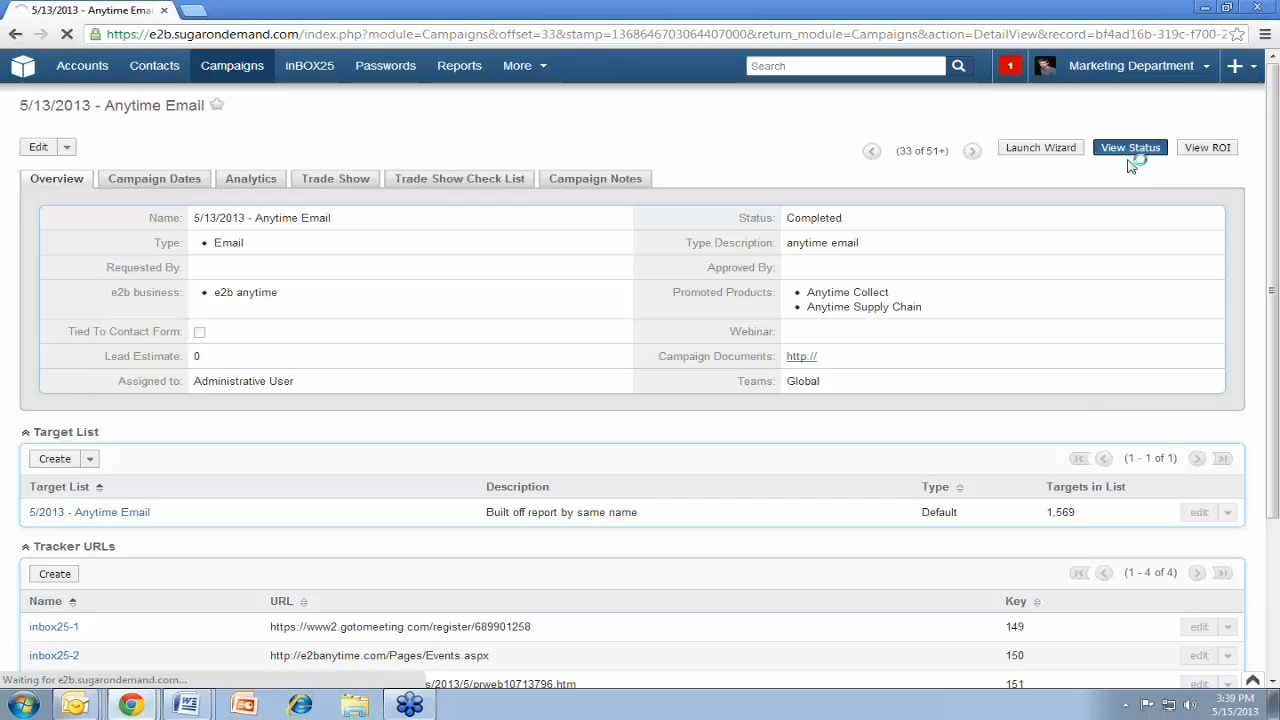 5/13/2013 - Anytime Emai
https://e2b.sugarondemand.com/index.php?module=Campaigns&offset=33&stamp=1368646703064407000&return_module=Campaigns&action=DetailView&record=bf4ad16b-319c-f700-2
Accounts Contacts Campaigns inBOX25 Passwords Reports More Search 1 Marketing Department
5/13/2013 - Anytime Email
Edit (33 of 51+) Launch Wizard View Status View ROI
Overview Campaign Dates Analytics Trade Show Trade Show Check List Campaign Notes
Name: 5/13/2013 - Anytime Email Status: Completed
Type: • Email Type Description: anytime email
Requested By: Approved By:
e2b business: • e2b anytime Promoted Products: • Anytime Collect
• Anytime Supply Chain
Tied To Contact Form: Webinar:
Lead Estimate: 0 Campaign Documents: http://
Assigned to: Administrative User Teams: Global
Target List
Create (1 - 1 of 1)
Target List Description Type Targets in List
5/2013 - Anytime Email Built off report by same name Default 1,569 edit
Tracker URLs
Create (1 - 4 of 4)
Name URL Key
inbox25-1 https://www2.gotomeeting.com/register/689901258 149 edit
inbox25-2 http://e2banytime.com/Pages/Events.aspx 150 edit
s/2013/5/prweb10713796.htm 151 edit
Waiting for e2b.sugarondemand.com...
3:39 PM
5/15/2013